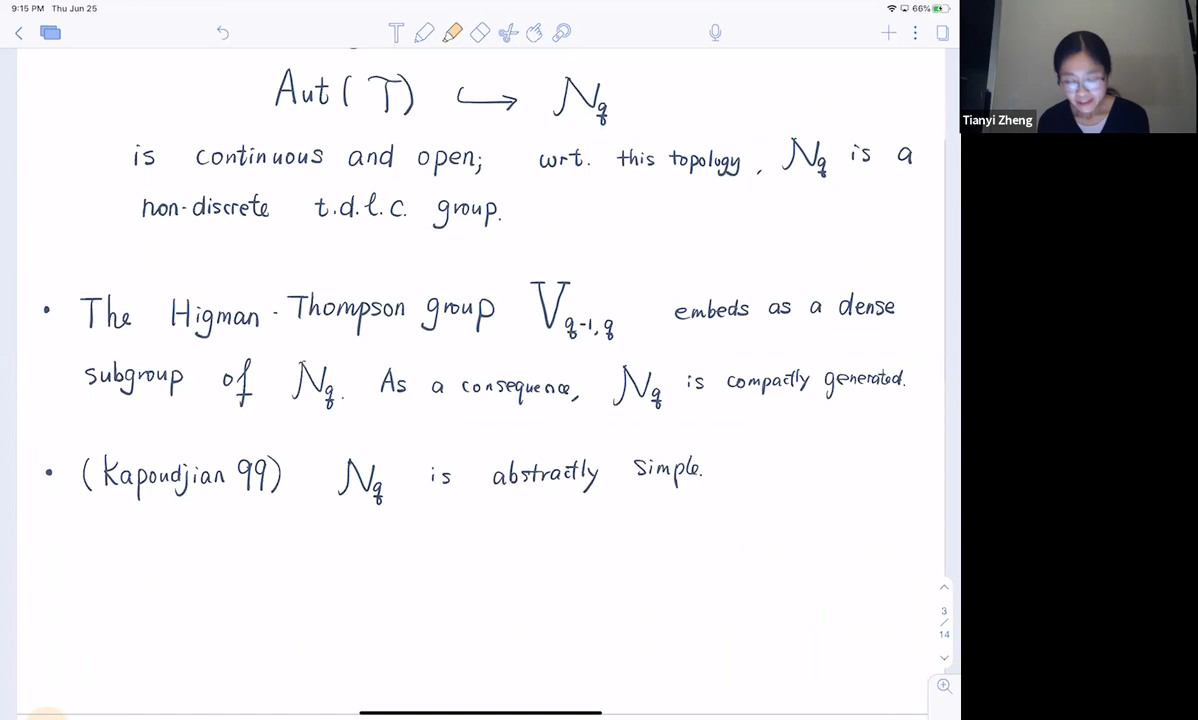 9:15 PM Thu Jun 25
66%
Aut(T) ↪ N_q
is continuous and open; wrt. this topology, N_q is a
non-discrete t.d.l.c. group.
• The Higman-Thompson group V_{q-1,q} embeds as a dense
subgroup of N_q. As a consequence, N_q is compactly generated.
• (Kapoudjian 99) N_q is abstractly simple.
3
/
14
Tianyi Zheng